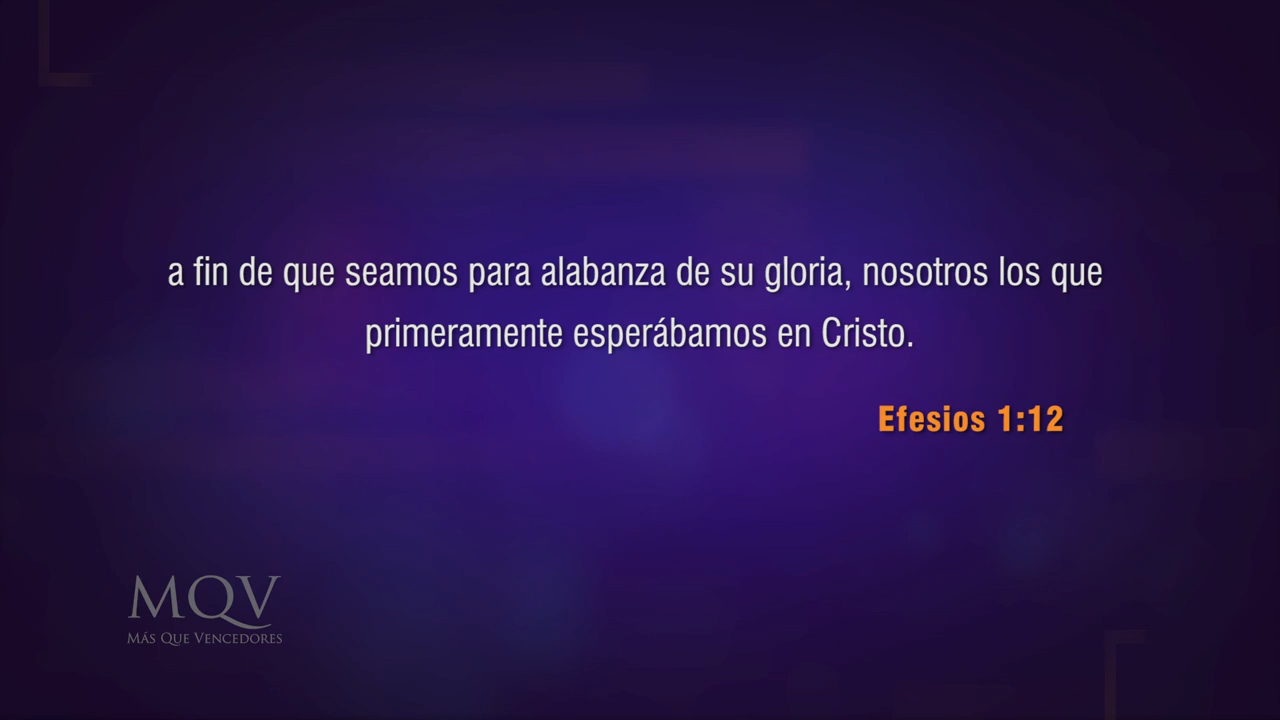 a fin de que seamos para alabanza de su gloria, nosotros los que
primeramente esperábamos en Cristo.
Efesios 1:12
MQV
MÁS QUE VENCEDORES